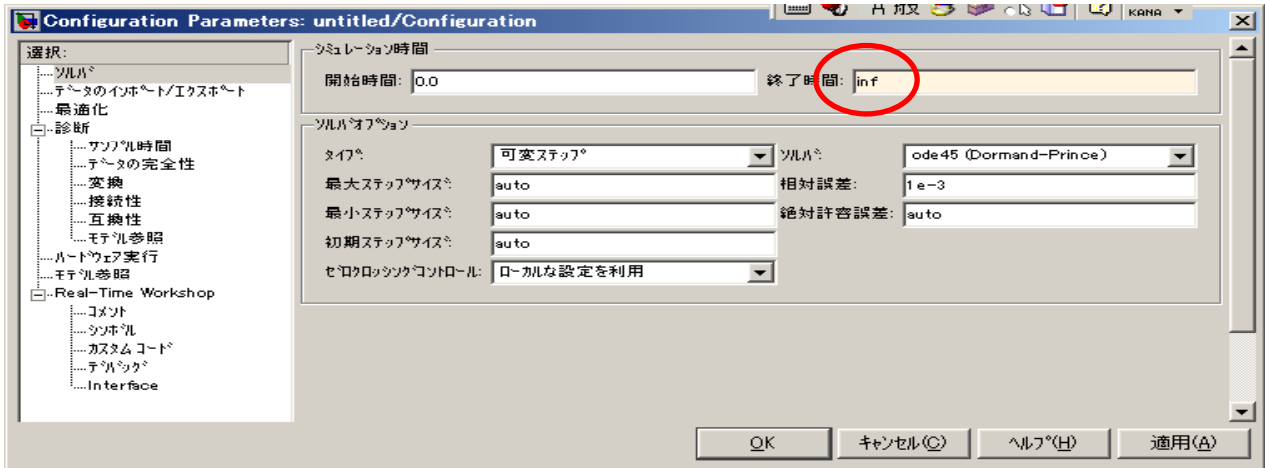 Configuration Parameters: untitled/Configuration
KANA
選択:
ｿﾙﾊﾞ
ﾃﾞｰﾀのｲﾝﾎﾟｰﾄ/ｴｸｽﾎﾟｰﾄ
最適化
診断
ｻﾝﾌﾟﾙ時間
ﾃﾞｰﾀの完全性
変換
接続性
互換性
ﾓﾃﾞﾙ参照
ﾊｰﾄﾞｳｪｱ実行
ﾓﾃﾞﾙ参照
Real-Time Workshop
ｺﾒﾝﾄ
ｼﾝﾎﾞﾙ
ｶｽﾀﾑ ｺｰﾄﾞ
ﾃﾞﾊﾞｯｸﾞ
Interface
ｼﾐｭﾚｰｼｮﾝ時間
開始時間: 0.0 終了時間: inf
ｿﾙﾊﾞｵﾌﾟｼｮﾝ
ﾀｲﾌﾟ: 可変ｽﾃｯﾌﾟ ｿﾙﾊﾞ: ode45 (Dormand-Prince)
最大ｽﾃｯﾌﾟｻｲｽﾞ: auto 相対誤差: 1e-3
最小ｽﾃｯﾌﾟｻｲｽﾞ: auto 絶対許容誤差: auto
初期ｽﾃｯﾌﾟｻｲｽﾞ: auto
ｾﾞﾛｸﾛｯｼﾝｸﾞｺﾝﾄﾛｰﾙ: ﾛｰｶﾙな設定を利用
OK ｷｬﾝｾﾙ(C) ﾍﾙﾌﾟ(H) 適用(A)